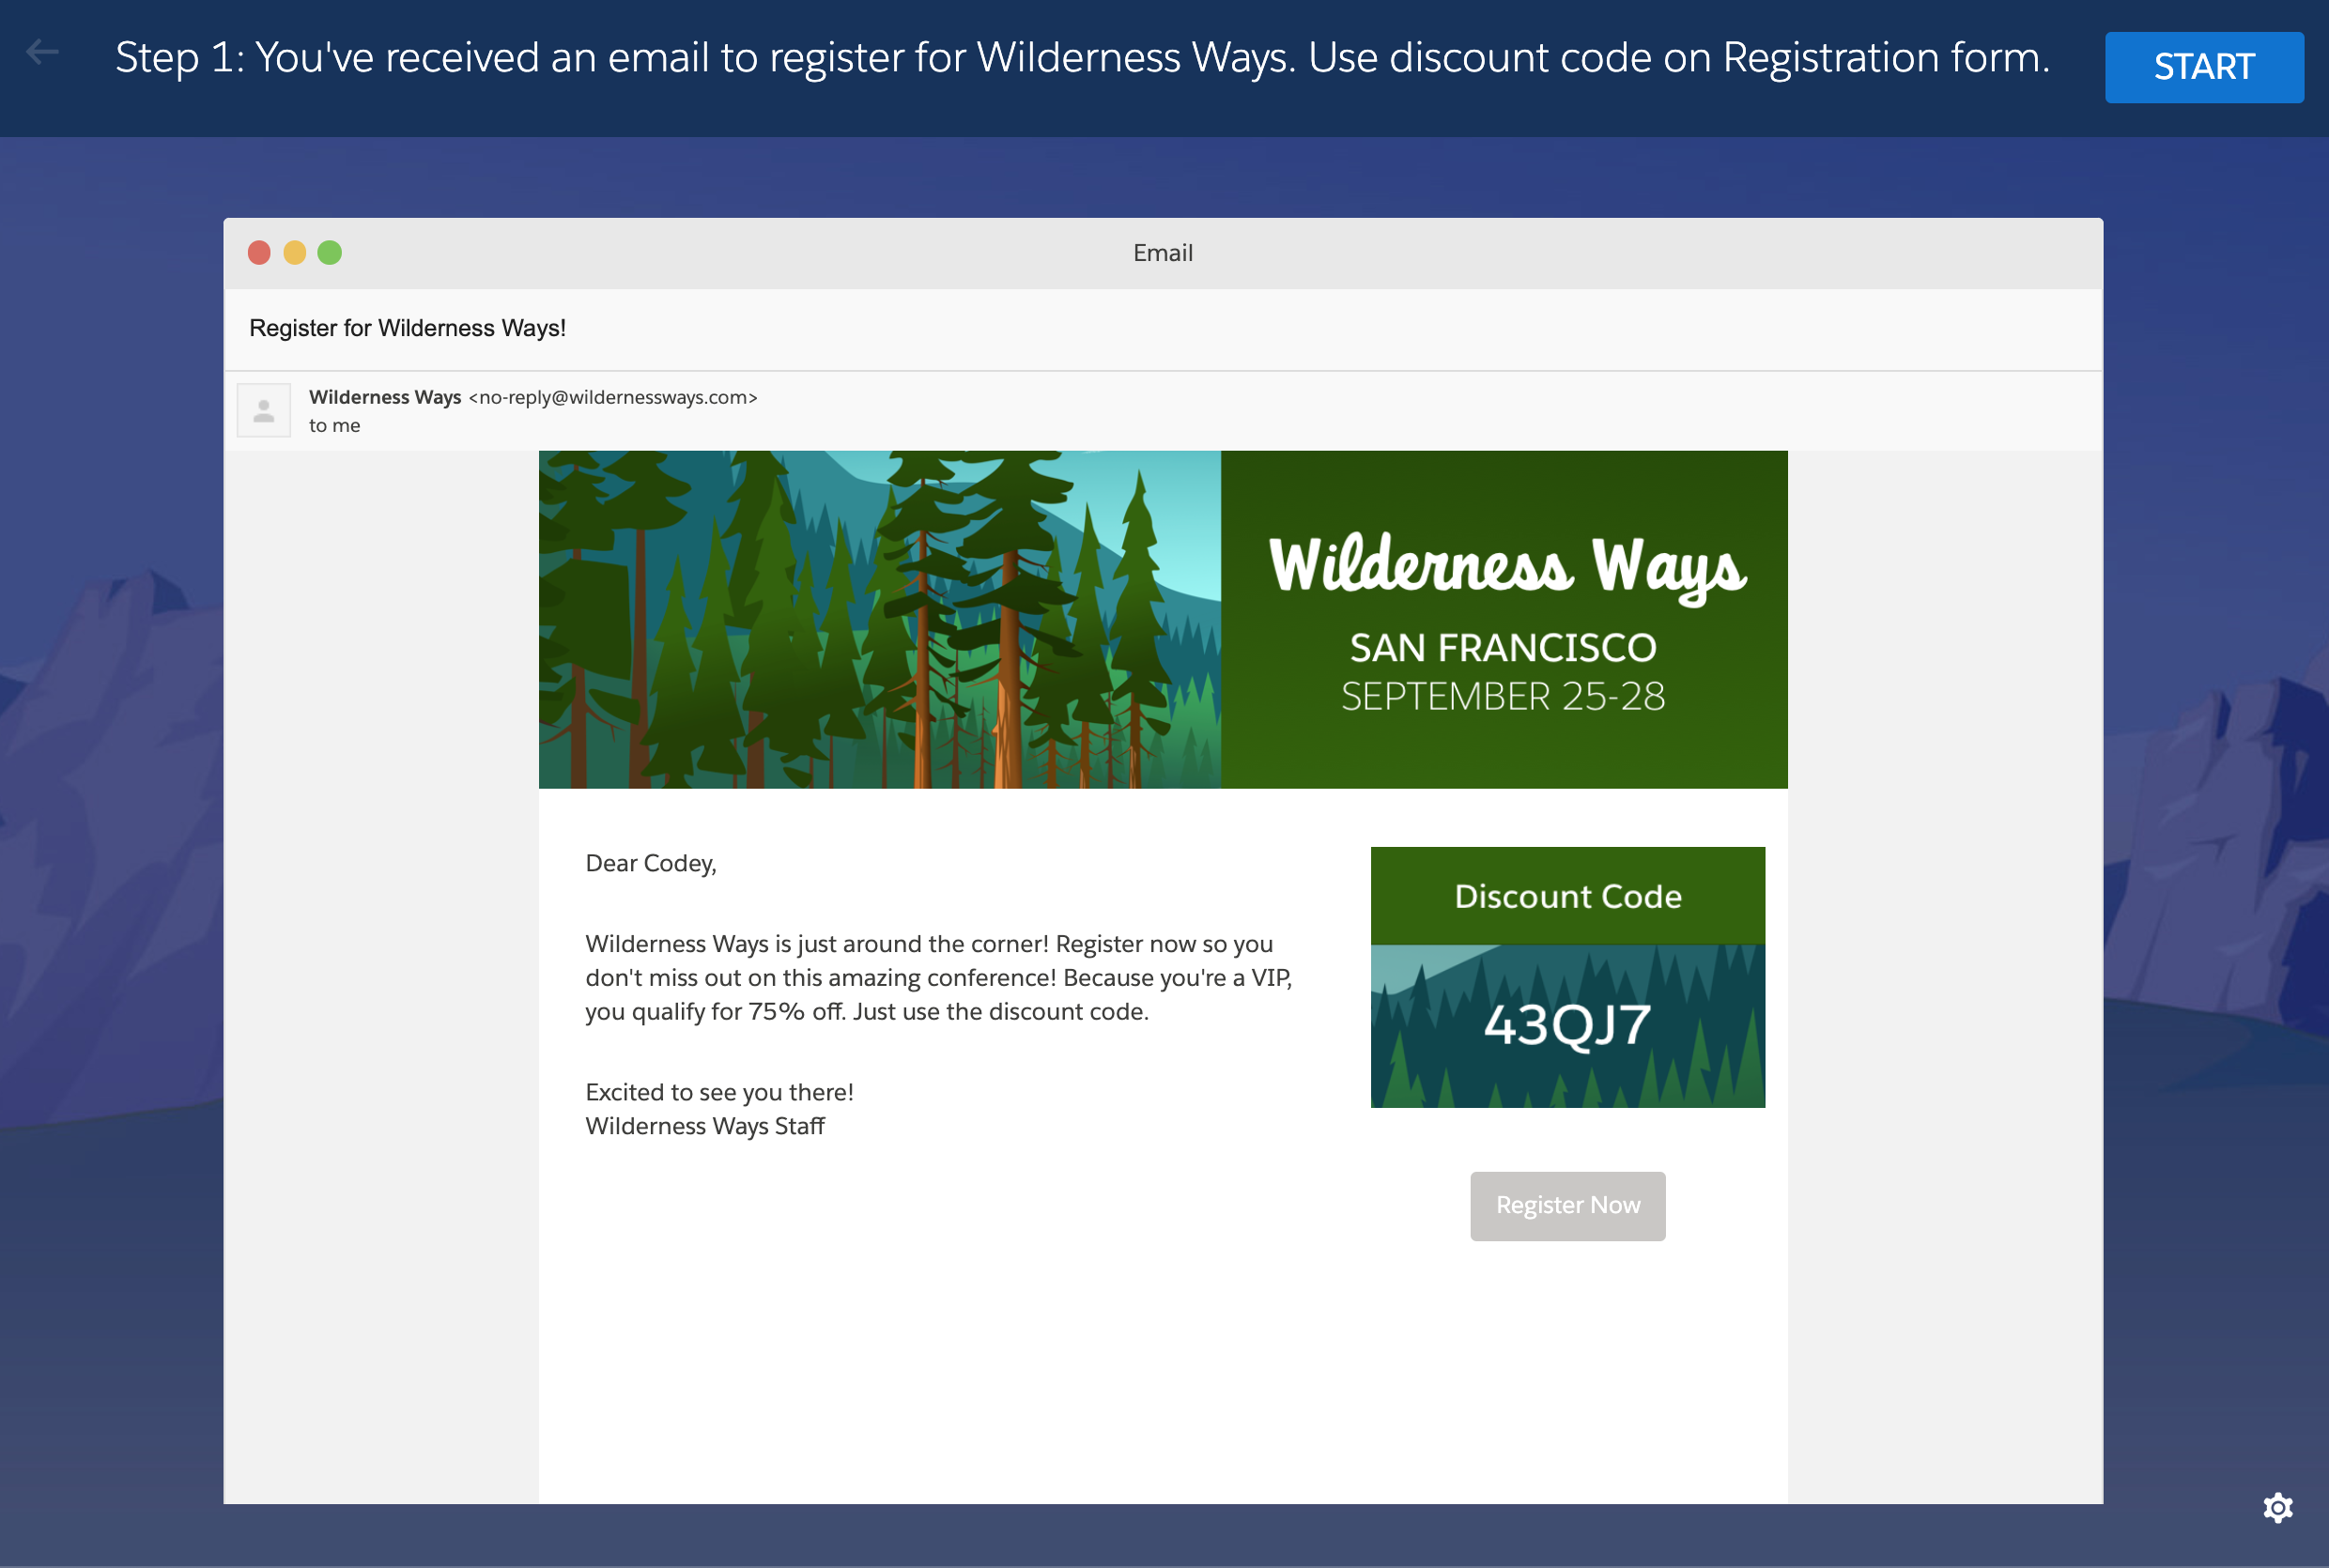 Step 1: You've received an email to register for Wilderness Ways. Use discount code on Registration form.
START
Email
Register for Wilderness Ways!
Wilderness Ways <no-reply@wildernessways.com>
to me
Wilderness Ways
SAN FRANCISCO
SEPTEMBER 25-28
Dear Codey,
Wilderness Ways is just around the corner! Register now so you
don't miss out on this amazing conference! Because you're a VIP,
you qualify for 75% off. Just use the discount code.
Excited to see you there!
Wilderness Ways Staff
Discount Code
43QJ7
Register Now